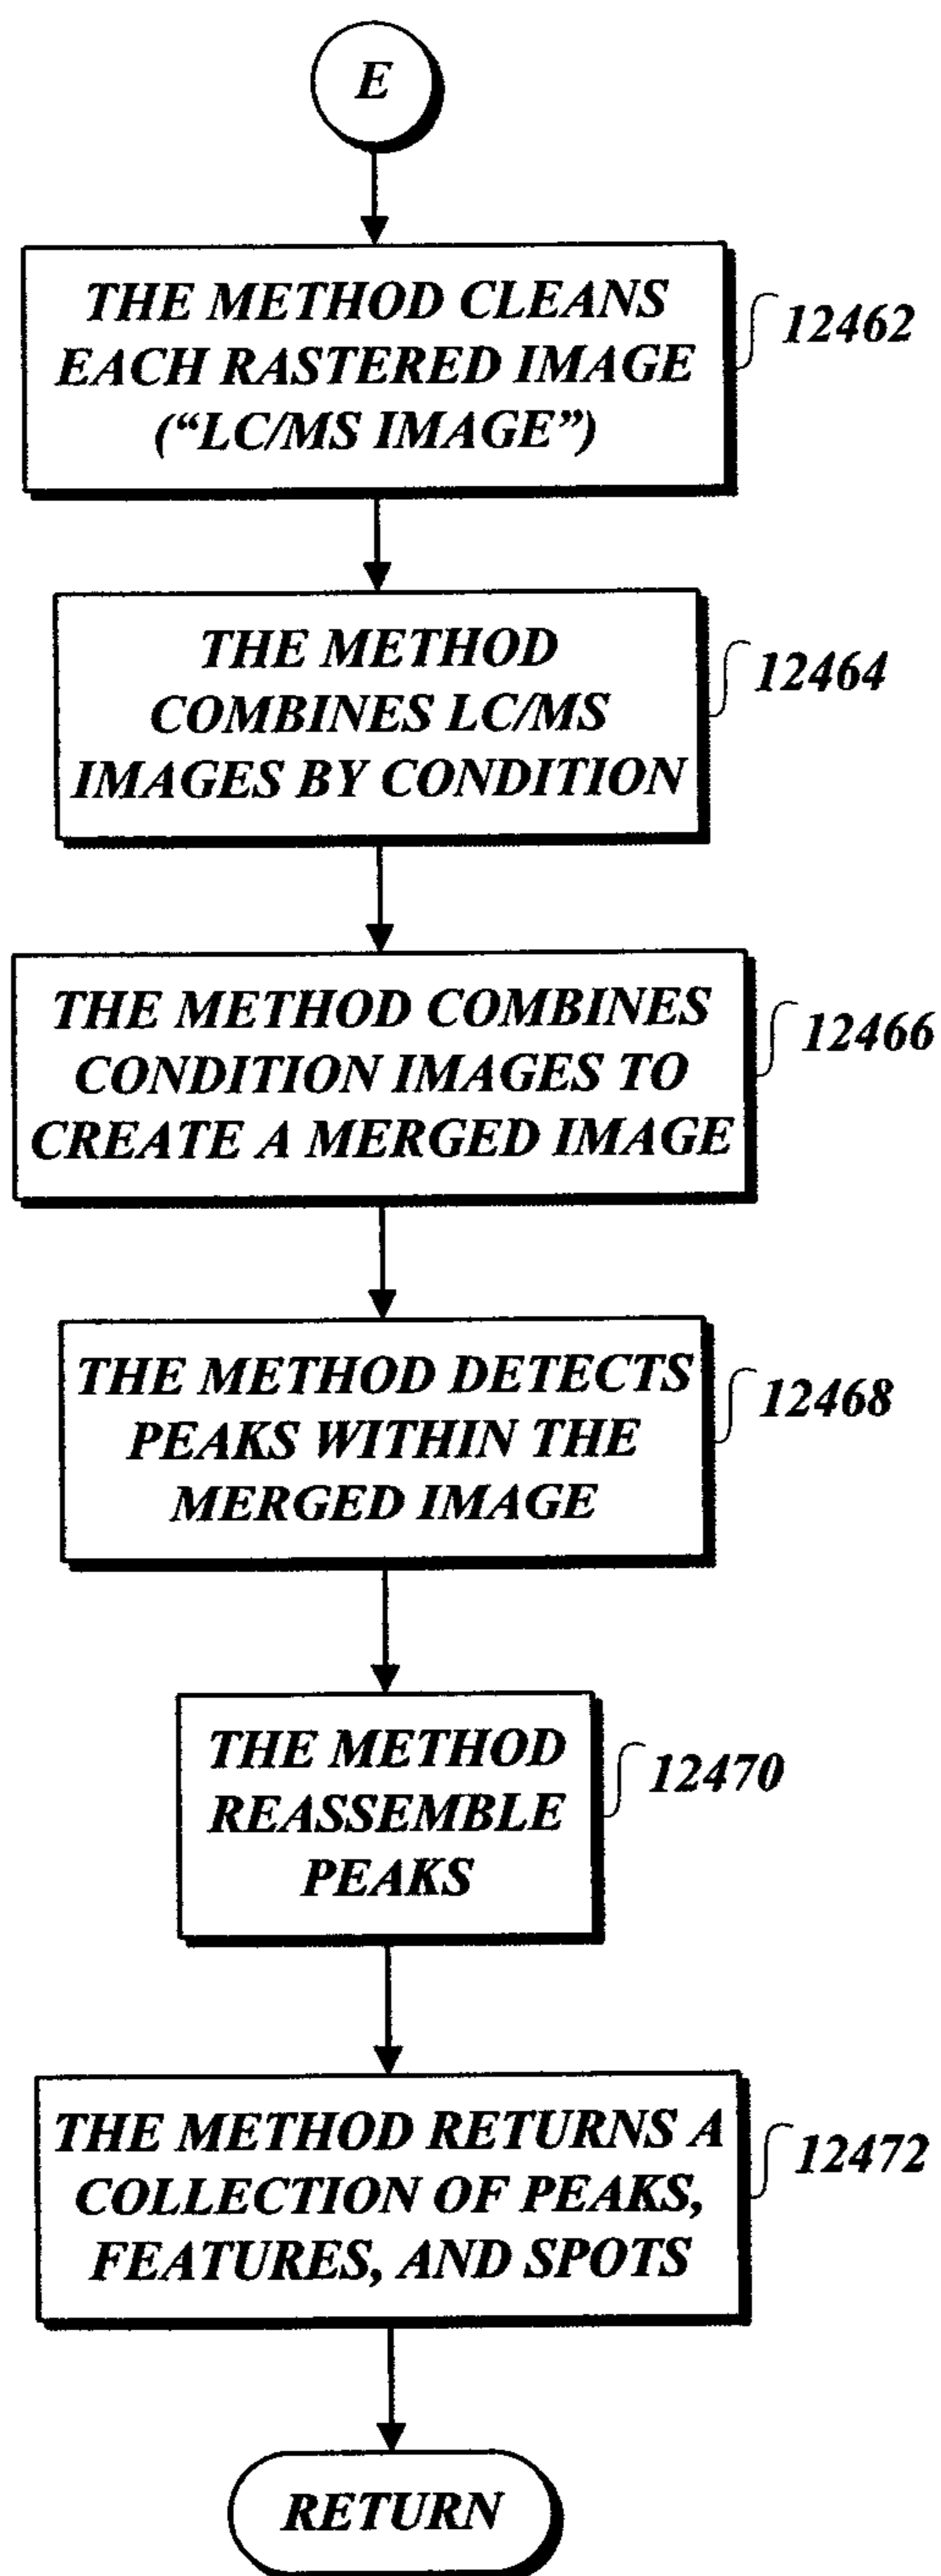 E
THE METHOD CLEANS
EACH RASTERED IMAGE
(“LC/MS IMAGE”)
12462
THE METHOD
COMBINES LC/MS
IMAGES BY CONDITION
12464
THE METHOD COMBINES
CONDITION IMAGES TO
CREATE A MERGED IMAGE
12466
THE METHOD DETECTS
PEAKS WITHIN THE
MERGED IMAGE
12468
THE METHOD
REASSEMBLE
PEAKS
12470
THE METHOD RETURNS A
COLLECTION OF PEAKS,
FEATURES, AND SPOTS
12472
RETURN